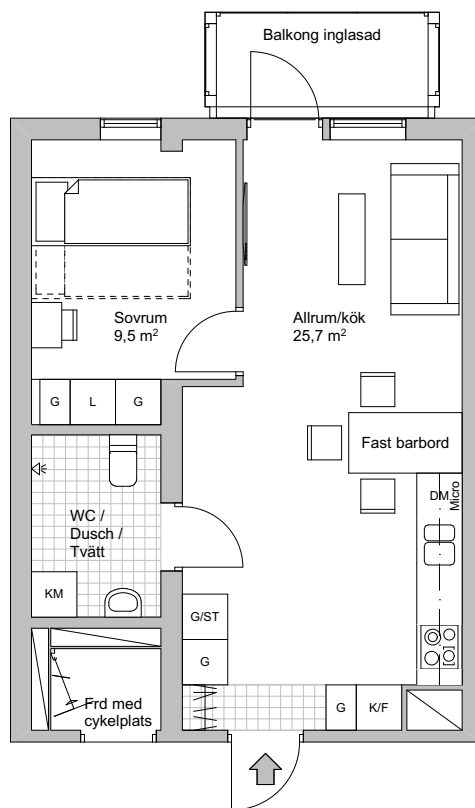 Balkong inglasad
Sovrum
9,5 m²
Allrum/kök
25,7 m²
G
L
G
Fast barbord
DM
Micro
WC /
Dusch /
Tvätt
KM
G/ST
G
Frd med
cykelplats
G
K/F